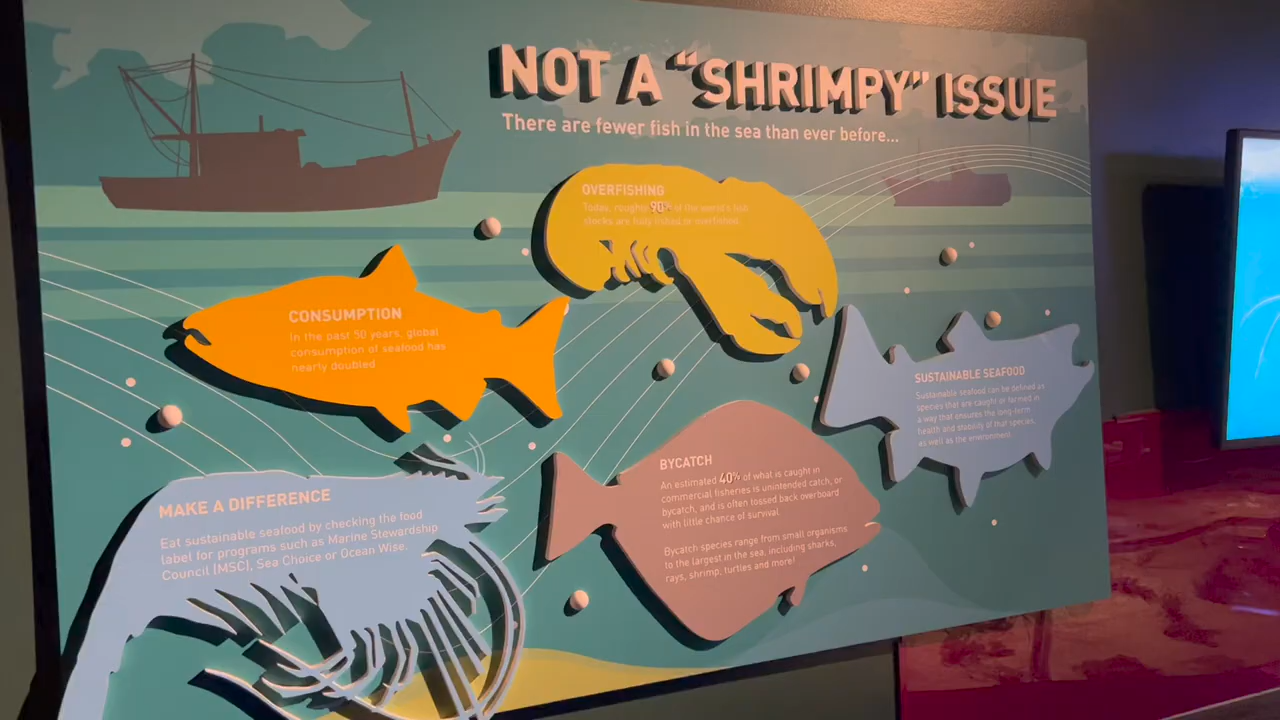 NOT A “SHRIMPY” ISSUE
There are fewer fish in the sea than ever before...
OVERFISHING
Today, roughly 90% of the world's fish
stocks are fully fished or overfished.
CONSUMPTION
In the past 50 years, global
consumption of seafood has
nearly doubled.
SUSTAINABLE SEAFOOD
Sustainable seafood can be defined as
species that are caught or farmed in
a way that ensures the long-term
health and stability of that species,
as well as the environment.
BYCATCH
An estimated 40% of what is caught in
commercial fisheries is unintended catch, or
bycatch, and is often tossed back overboard
with little chance of survival.
Bycatch species range from small organisms
to the largest in the sea, including sharks,
rays, shrimp, turtles and more!
MAKE A DIFFERENCE
Eat sustainable seafood by checking the food
label for programs such as Marine Stewardship
Council (MSC), Sea Choice or Ocean Wise.